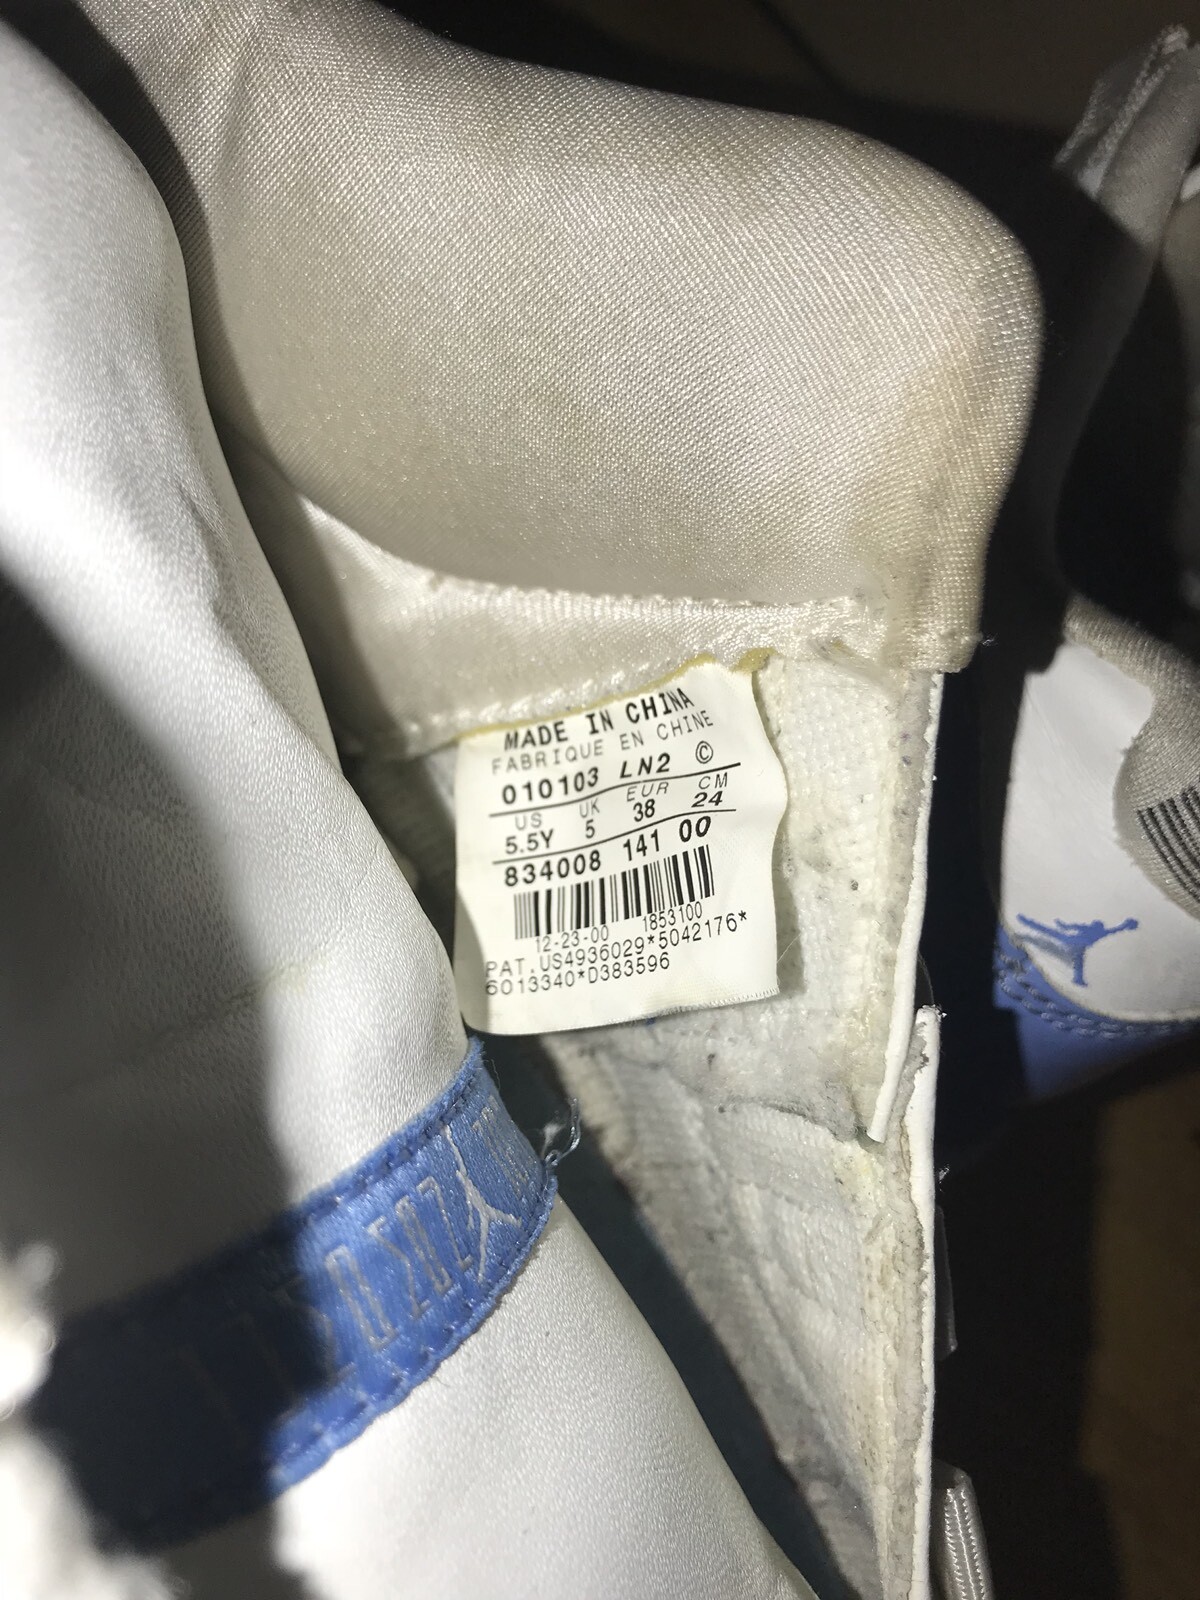 MADE IN CHINA
FABRIQUE EN CHINE
010103 LN2 ©
US UK EUR CM
5.5Y 5 38 24
834008 141 00
12-23-00 1853100
PAT.US4936029*5042176*
6013340*D383596